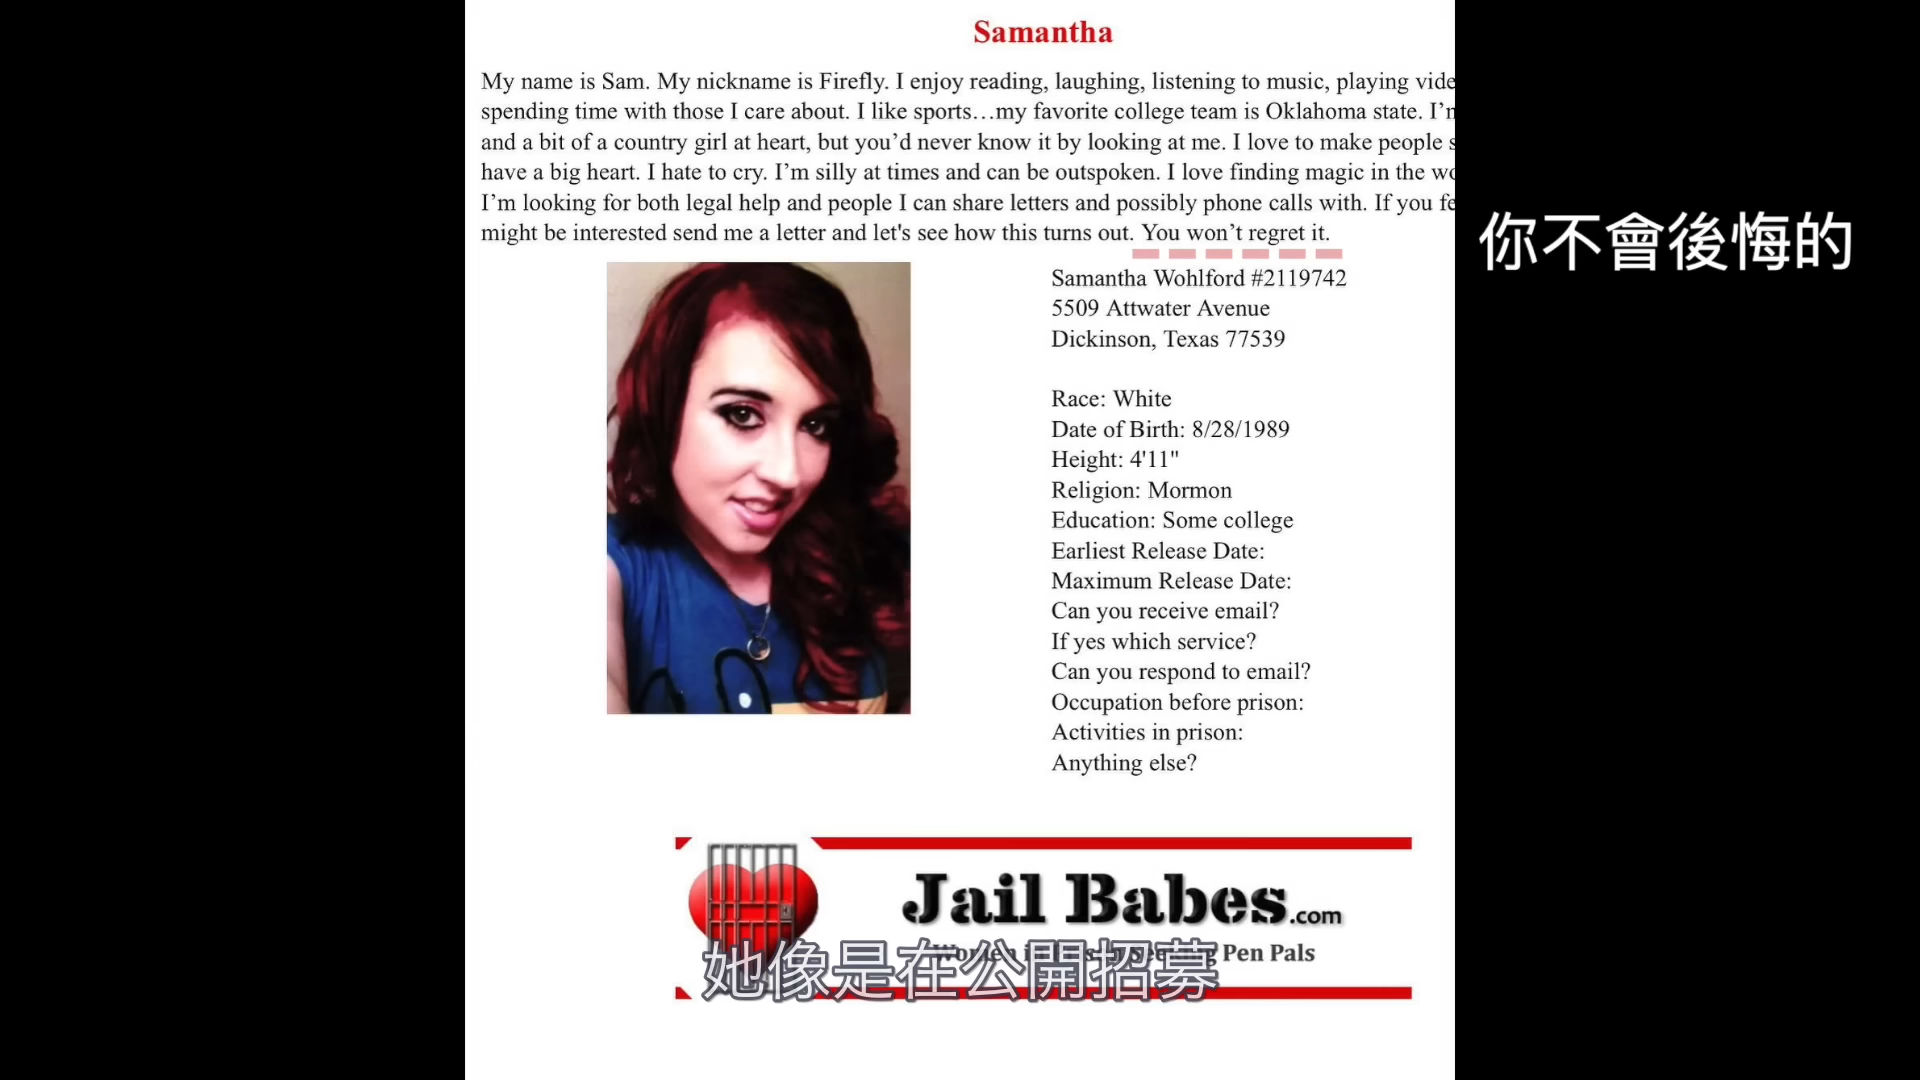 Samantha
My name is Sam. My nickname is Firefly. I enjoy reading, laughing, listening to music, playing
spending time with those I care about. I like sports…my favorite college team is Oklahoma state.
and a bit of a country girl at heart, but you’d never know it by looking at me. I love to make people
have a big heart. I hate to cry. I’m silly at times and can be outspoken. I love finding magic in the
I’m looking for both legal help and people I can share letters and possibly phone calls with. If you
might be interested send me a letter and let's see how this turns out. You won’t regret it.
你不會後悔的
Samantha Wohlford #2119742
5509 Attwater Avenue
Dickinson, Texas 77539
Race: White
Date of Birth: 8/28/1989
Height: 4'11"
Religion: Mormon
Education: Some college
Earliest Release Date:
Maximum Release Date:
Can you receive email?
If yes which service?
Can you respond to email?
Occupation before prison:
Activities in prison:
Anything else?
Jail Babes.com
Pen Pals
她像是在公開招募